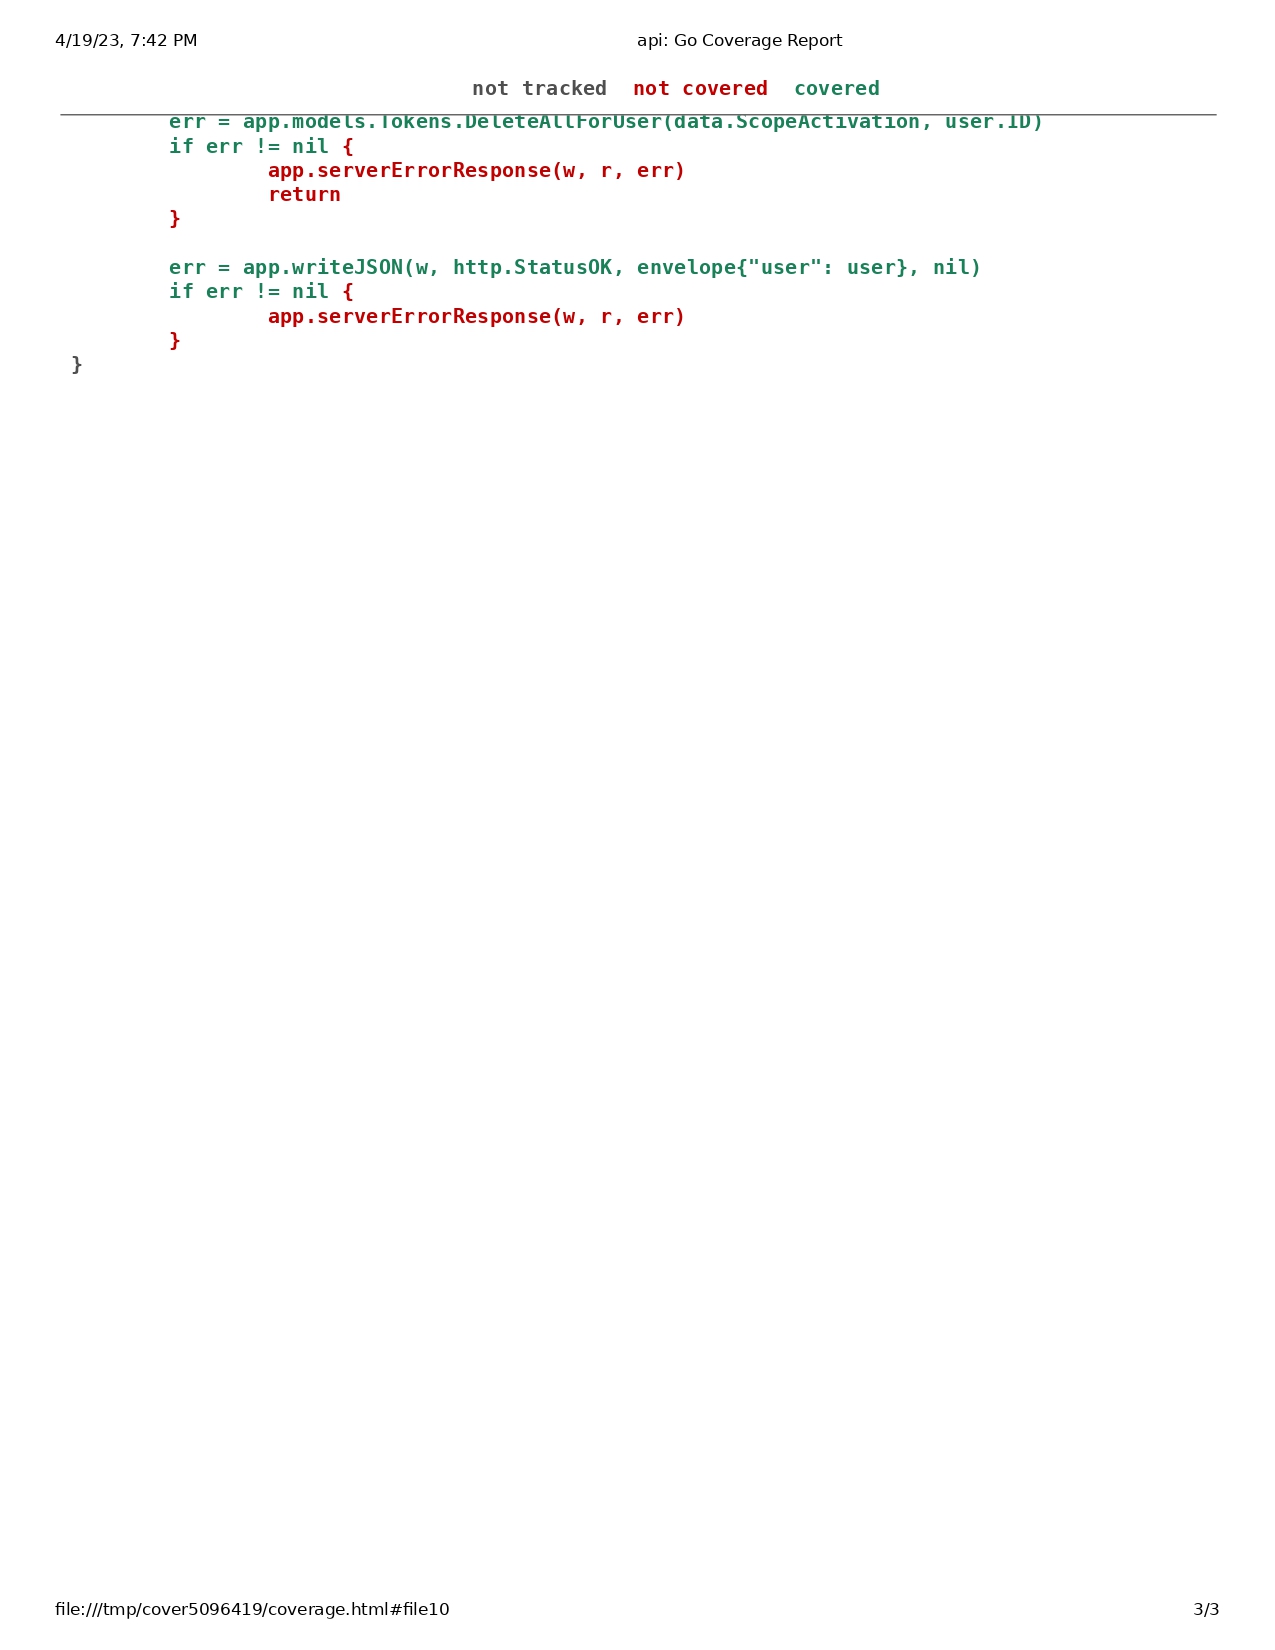 4/19/23, 7:42 PM api: Go Coverage Report
not tracked not covered covered
err = app.models.Tokens.DeleteAllForUser(data.ScopeActivation, user.ID)
if err != nil {
app.serverErrorResponse(w, r, err)
return
}
err = app.writeJSON(w, http.StatusOK, envelope{"user": user}, nil)
if err != nil {
app.serverErrorResponse(w, r, err)
}
}
file:///tmp/cover5096419/coverage.html#file10 3/3